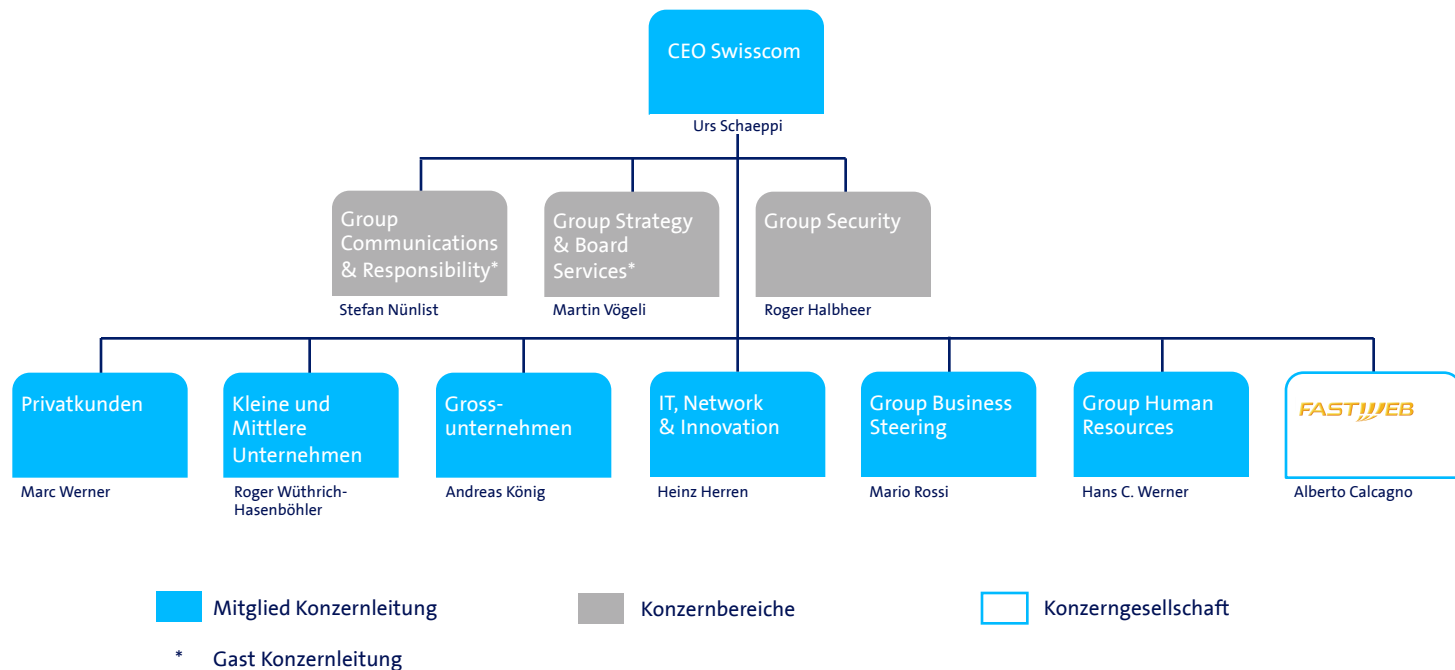 CEO Swisscom
Urs Schaeppi
Group
Communications
& Responsibility*
Stefan Nünlist
Group Strategy
& Board
Services*
Martin Vögeli
Group Security
Roger Halbheer
Privatkunden
Marc Werner
Kleine und
Mittlere
Unternehmen
Roger Wüthrich-
Hasenböhler
Gross-
unternehmen
Andreas König
IT, Network
& Innovation
Heinz Herren
Group Business
Steering
Mario Rossi
Group Human
Resources
Hans C. Werner
FASTWEB
Alberto Calcagno
Mitglied Konzernleitung
Konzernbereiche
Konzerngesellschaft
* Gast Konzernleitung